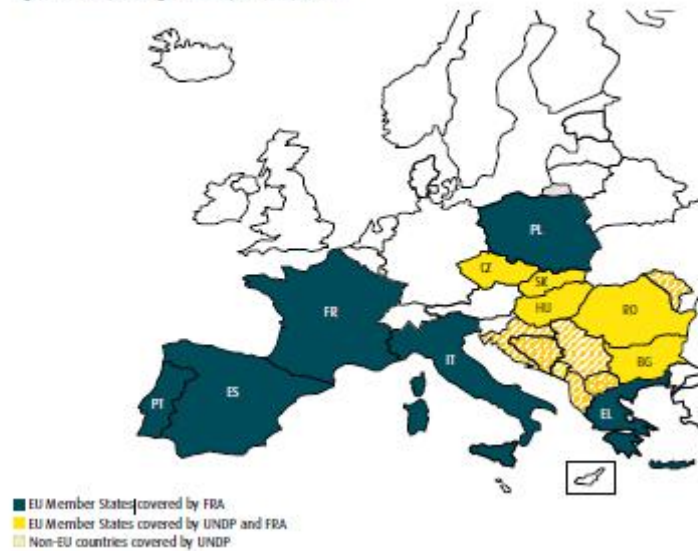 PL
CZ
SK
FR
HU
RO
IT
BG
PT
ES
EL
EU Member States covered by FRA
EU Member States covered by UNDP and FRA
Non-EU countries covered by UNDP